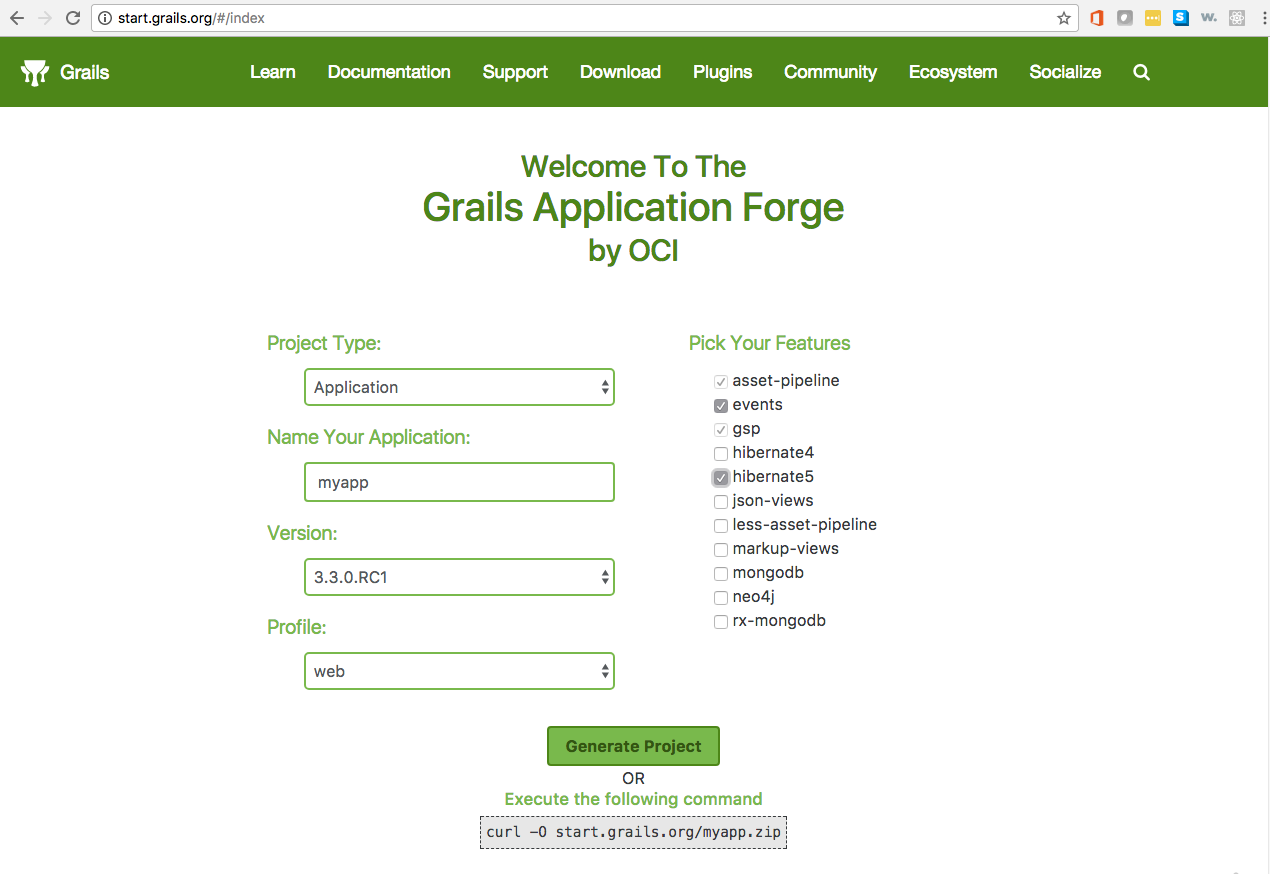 start.grails.org/#/index
S
w.
Grails
Learn Documentation Support Download Plugins Community Ecosystem Socialize
Welcome To The
Grails Application Forge
by OCI
Project Type:
Application
Name Your Application:
myapp
Version:
3.3.0.RC1
Profile:
web
Pick Your Features
asset-pipeline
events
gsp
hibernate4
hibernate5
json-views
less-asset-pipeline
markup-views
mongodb
neo4j
rx-mongodb
Generate Project
OR
Execute the following command
curl -O start.grails.org/myapp.zip